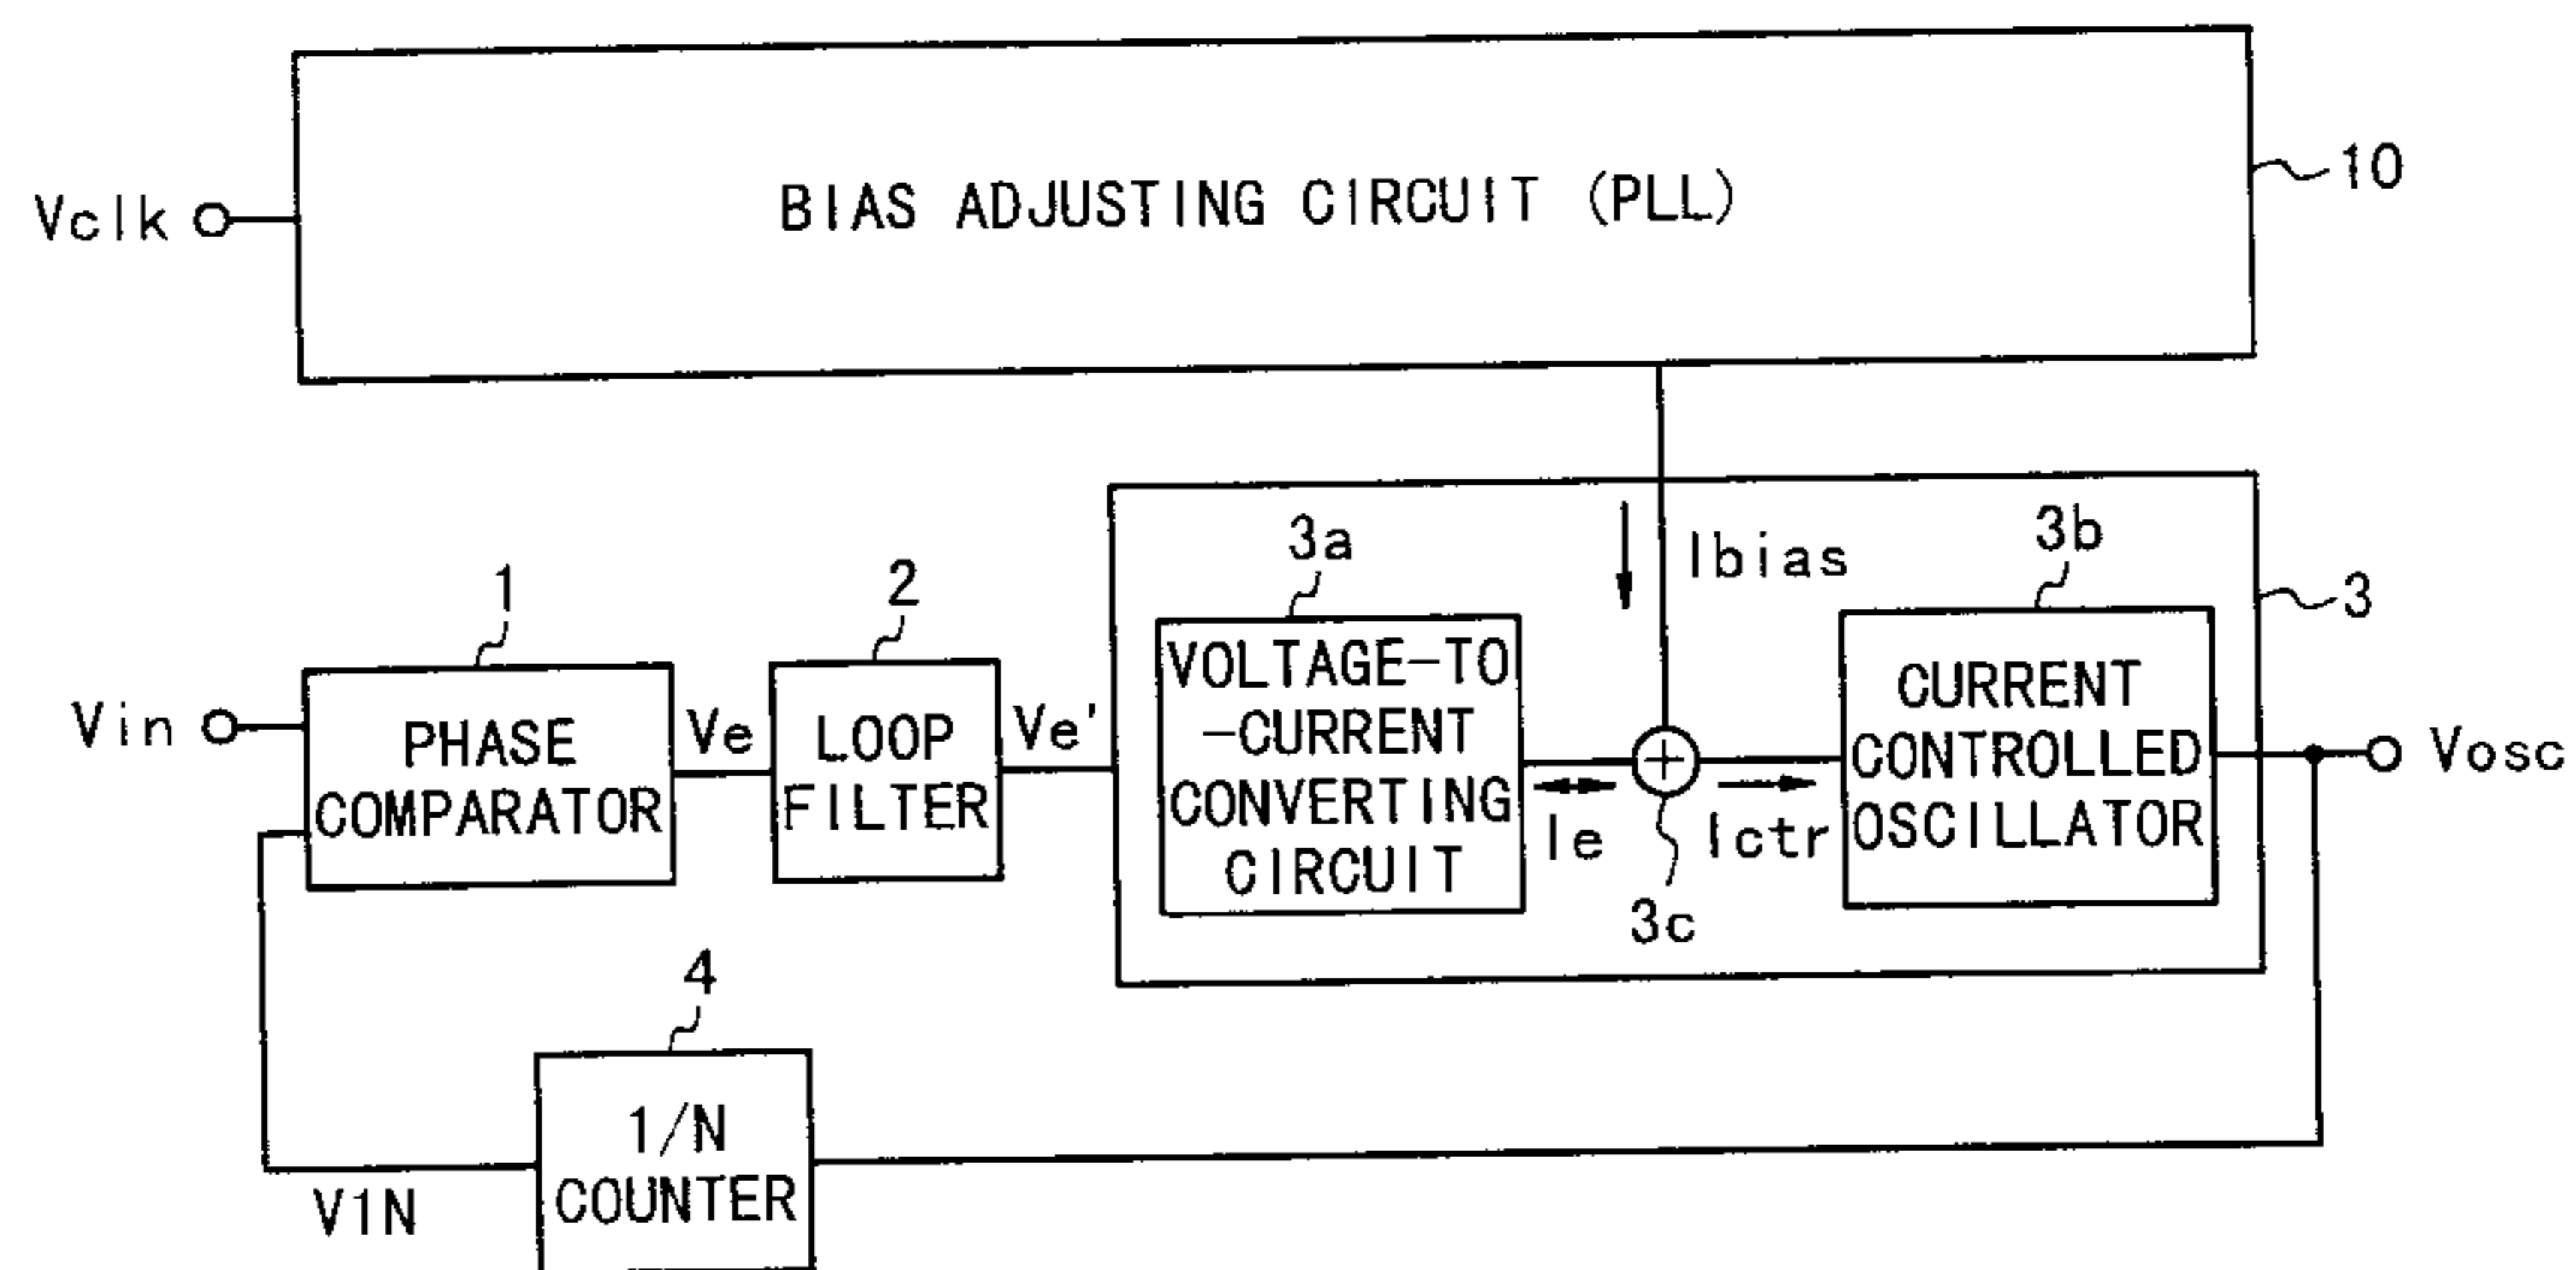 BIAS ADJUSTING CIRCUIT (PLL)
10
Vclk
3a
3b
Ibias
3
1
2
VOLTAGE-TO
-CURRENT
CONVERTING
CIRCUIT
CURRENT
CONTROLLED
OSCILLATOR
Vin
PHASE
COMPARATOR
Ve
LOOP
FILTER
Ve'
+
Ie
Ictr
Vosc
3c
4
1/N
COUNTER
V1N